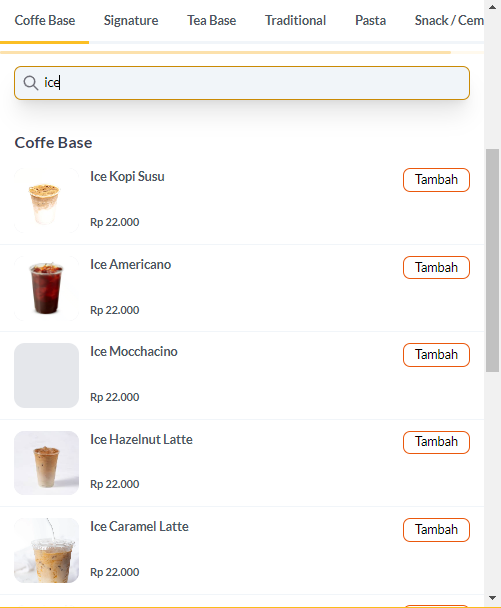 Coffe Base Signature Tea Base Traditional Pasta Snack / Cem
ice
Coffe Base
Ice Kopi Susu Tambah
Rp 22.000
Ice Americano Tambah
Rp 22.000
Ice Mocchacino Tambah
Rp 22.000
Ice Hazelnut Latte Tambah
Rp 22.000
Ice Caramel Latte Tambah
Rp 22.000